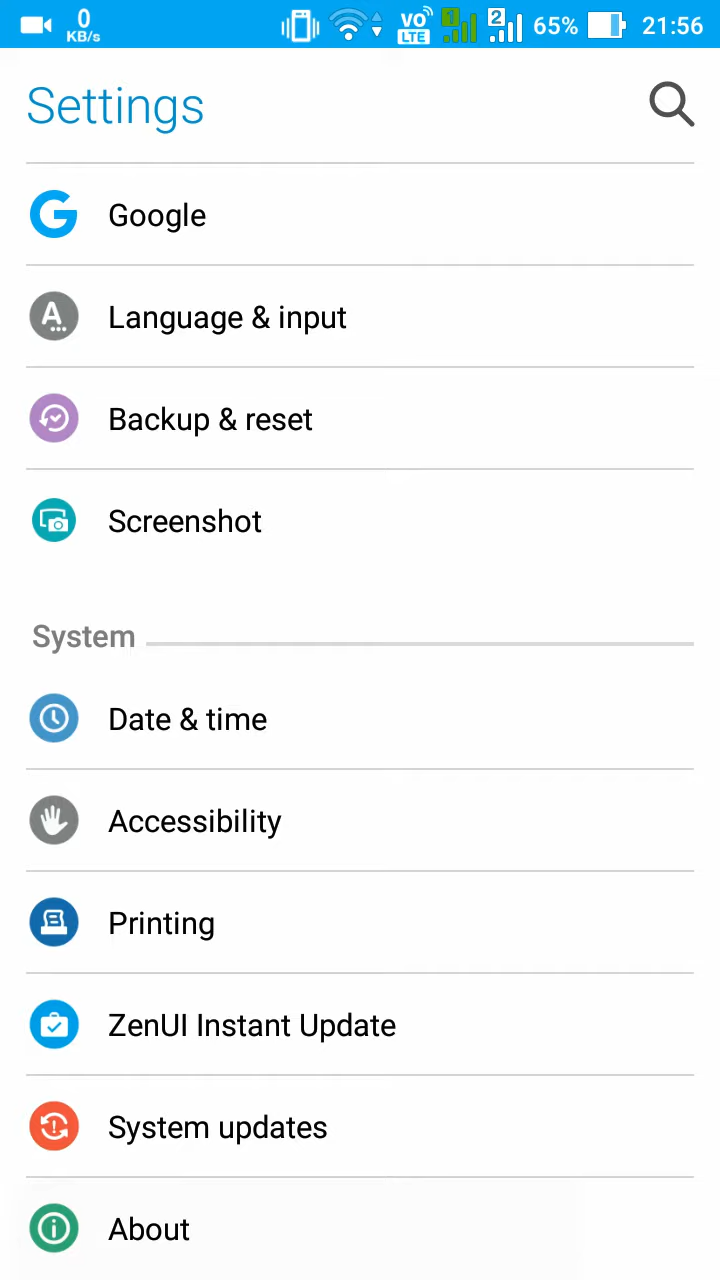 0
KB/s
VO
LTE
1
2
65%
21:56
Settings
Google
Language & input
Backup & reset
Screenshot
System
Date & time
Accessibility
Printing
ZenUI Instant Update
System updates
About